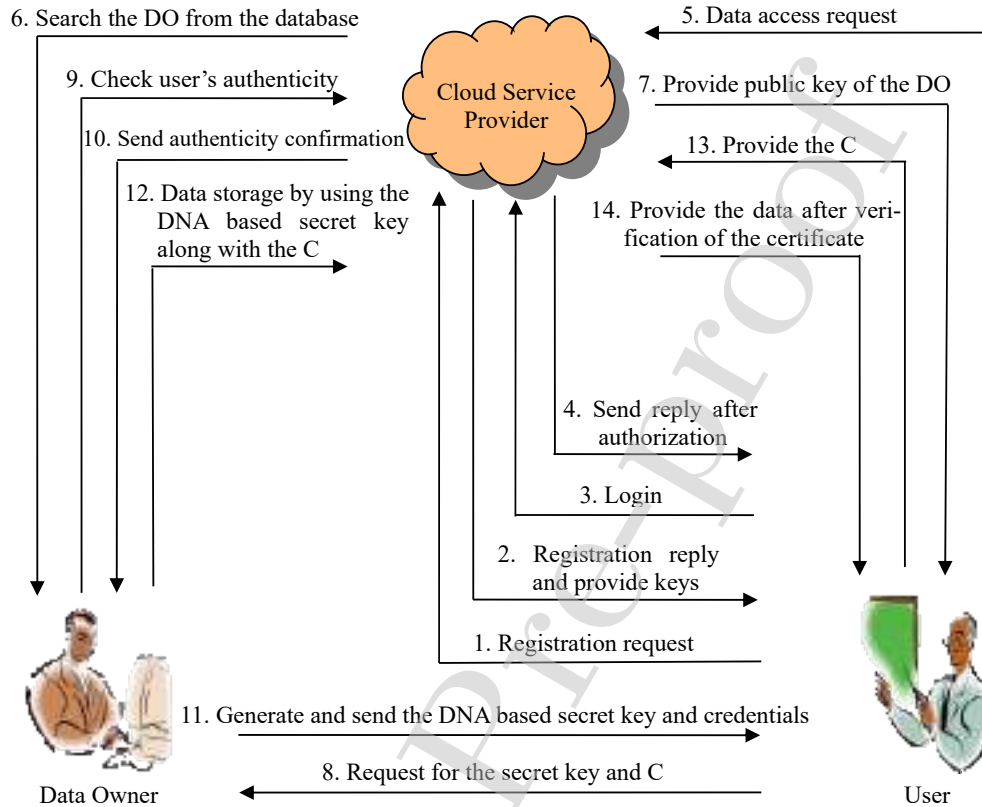 6. Search the DO from the database
5. Data access request
9. Check user's authenticity
Cloud Service
Provider
7. Provide public key of the DO
10. Send authenticity confirmation
13. Provide the C
12. Data storage by using the
DNA based secret key
along with the C
14. Provide the data after veri-
fication of the certificate
4. Send reply after
authorization
3. Login
2. Registration reply
and provide keys
1. Registration request
11. Generate and send the DNA based secret key and credentials
8. Request for the secret key and C
Data Owner
User
Pre-proof